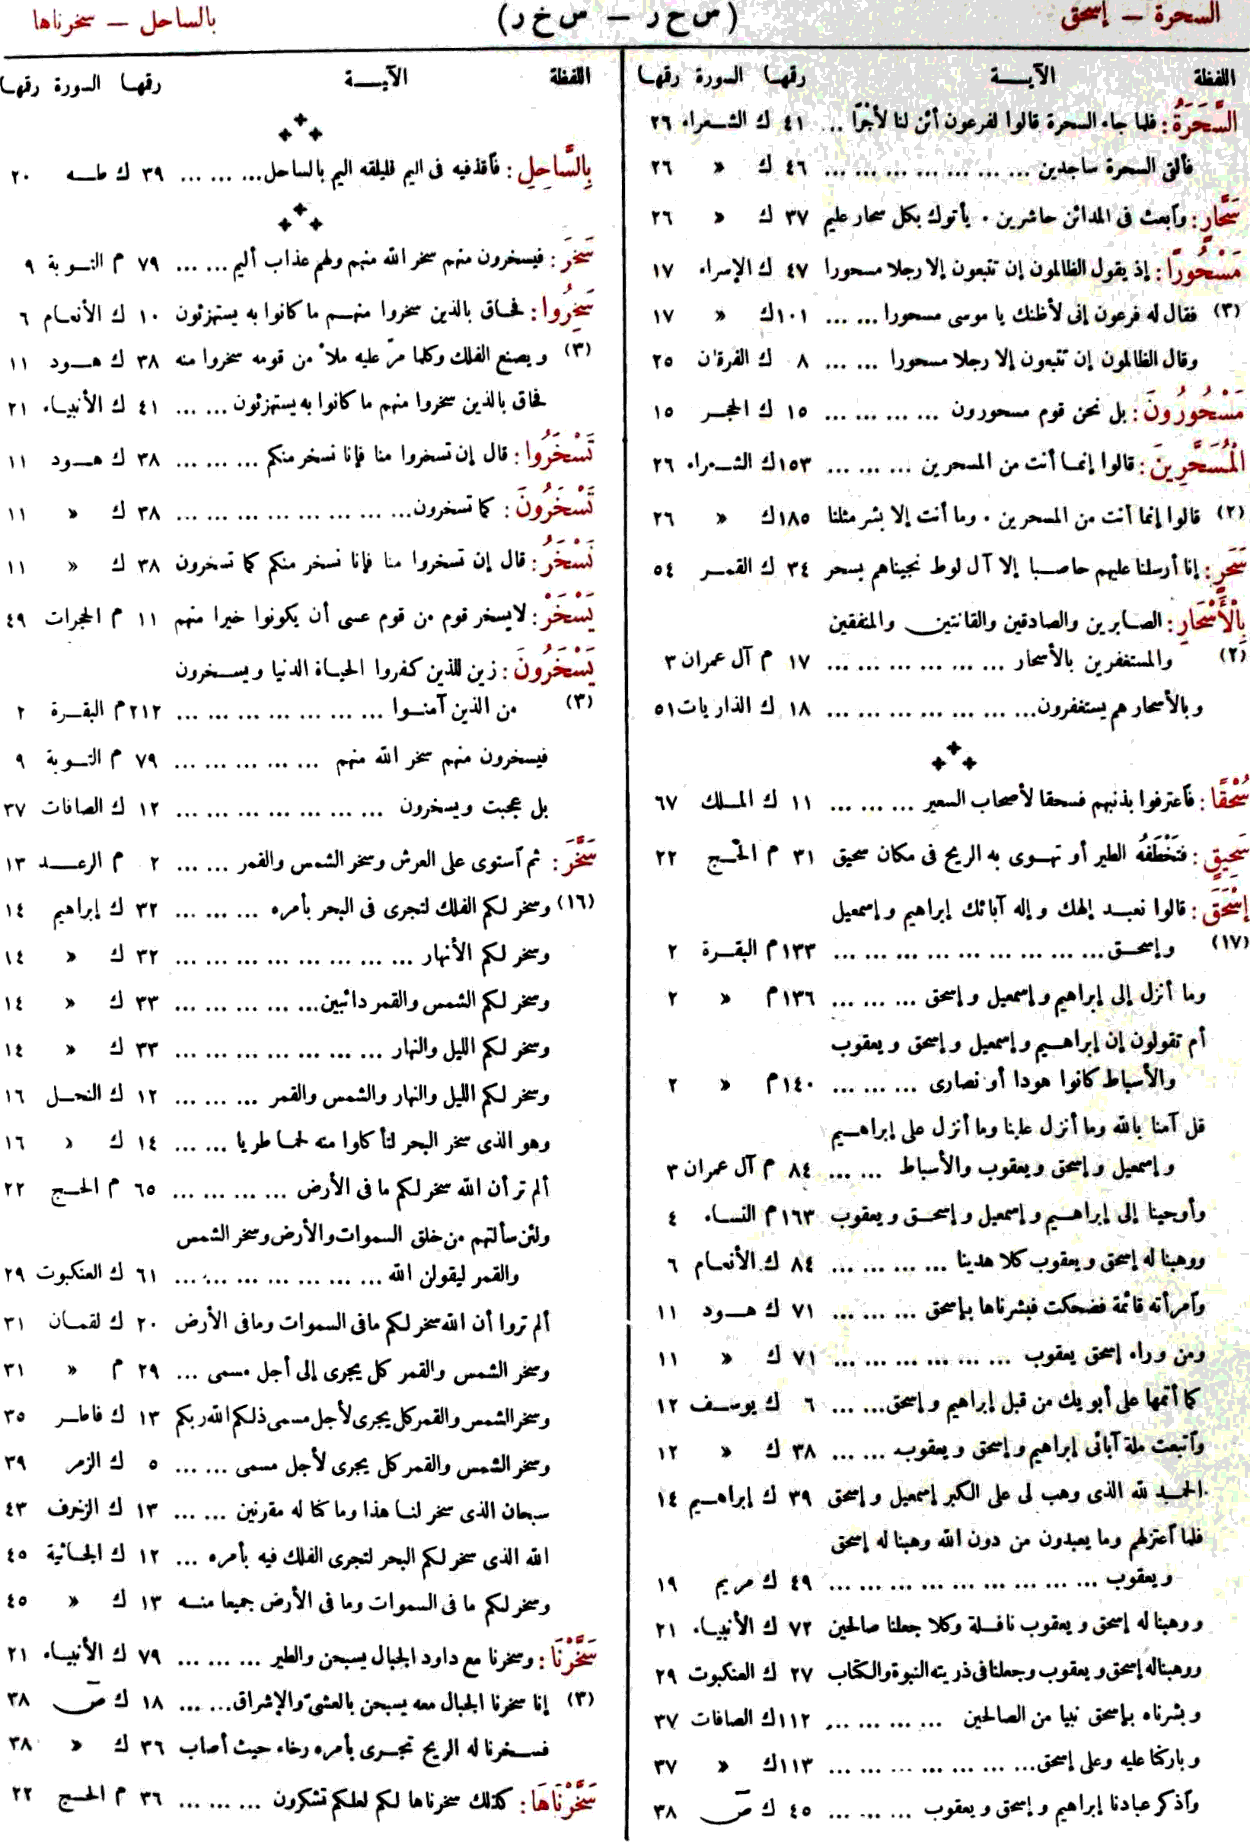 السحرة – إسحق (س ح ر – س خ ر) بالساحل – سخرناها
اللفظة الآيــــة رقمها السورة رقمها
السَّحَرَةُ: فلما جاء السحرة قالوا لفرعون أئن لنا لأجرًا ... ٤١ ك الشعراء ٢٦
فألقى السحرة ساجدين ... ... ... ... ... ... ٤٦ ك » ٢٦
سَحَّارٍ: وٱبعث فى المدائن حاشرين . يأتوك بكل سحار عليم ٣٧ ك » ٢٦
مَسْحُورًا: إذ يقول الظالمون إن تتبعون إلا رجلا مسحورا ٤٧ ك الإسراء ١٧
(٣) فقال له فرعون إنى لأظنك يا موسى مسحورا ... ... ١٠١ ك » ١٧
وقال الظالمون إن تتبعون إلا رجلا مسحورا ... ... ٨ ك الفرقان ٢٥
مَسْحُورُونَ: بل نحن قوم مسحورون ... ... ... ... ١٥ ك الحجر ١٥
الْمُسَحَّرِينَ: قالوا إنما أنت من المسحرين ... ... ... ١٥٣ ك الشعراء ٢٦
(٢) قالوا إنما أنت من المسحرين . وما أنت إلا بشر مثلنا ١٨٥ ك » ٢٦
سَحَرٍ: إنا أرسلنا عليهم حاصبا إلا آل لوط نجيناهم بسحر ٣٤ ك القمر ٥٤
بِالْأَسْحَارِ: الصابرين والصادقين والقانتين والمنفقين
(٢) والمستغفرين بالأسحار ... ... ... ... ... ١٧ م آل عمران ٣
وبالأسحار هم يستغفرون... ... ... ... ... ... ١٨ ك الذاريات ٥١
سُحْقًا: فٱعترفوا بذنبهم فسحقا لأصحاب السعير ... ... ... ١١ ك الملك ٦٧
سَحِيقٍ: فتَخْطَفُه الطير أو تهوى به الريح فى مكان سحيق ٣١ م الحج ٢٢
إِسْحَقَ: قالوا نعبد إلهك وإله آبائك إبراهيم وإسمعيل
(١٧) وإسحق... ... ... ... ... ... ... ... ١٣٣ م البقرة ٢
وما أنزل إلى إبراهيم وإسمعيل وإسحق ... ... ... ١٣٦ م » ٢
أم تقولون إن إبراهيم وإسمعيل وإسحق ويعقوب
والأسباط كانوا هودا أو نصارى ... ... ... ١٤٠ م » ٢
قل آمنا بالله وما أنزل علينا وما أنزل على إبراهيم
وإسمعيل وإسحق ويعقوب والأسباط ... ... ٨٤ م آل عمران ٣
وأوحينا إلى إبراهيم وإسمعيل وإسحق ويعقوب ١٦٣ م النساء ٤
ووهبنا له إسحق ويعقوب كلا هدينا ... ... ... ... ٨٤ ك الأنعام ٦
وٱمرأته قائمة فضحكت فبشرناها بإسحق ... ... ... ٧١ ك هود ١١
ومن وراء إسحق يعقوب ... ... ... ... ... ... ٧١ ك » ١١
كما أتمها على أبويك من قبل إبراهيم وإسحق... ... ... ٦ ك يوسف ١٢
وٱتبعت ملة آبائى إبراهيم وإسحق ويعقوب ... ... ٣٨ ك » ١٢
الحمد لله الذى وهب لى على الكبر إسمعيل وإسحق ٣٩ ك إبراهيم ١٤
فلما ٱعتزلهم وما يعبدون من دون الله وهبنا له إسحق
ويعقوب ... ... ... ... ... ... ... ... ... ٤٩ ك مريم ١٩
ووهبنا له إسحق ويعقوب نافلة وكلا جعلنا صالحين ٧٢ ك الأنبياء ٢١
ووهبنا له إسحق ويعقوب وجعلنا فى ذريته النبوة والكتاب ٢٧ ك العنكبوت ٢٩
وبشرناه بإسحق نبيا من الصالحين ... ... ... ... ١١٢ ك الصافات ٣٧
وباركنا عليه وعلى إسحق... ... ... ... ... ... ١١٣ ك » ٣٧
وٱذكر عبادنا إبراهيم وإسحق ويعقوب ... ... ... ٤٥ ك صٓ ٣٨
اللفظة الآيــــة رقمها السورة رقمها
بِالسَّاحِلِ: فٱقذفيه فى اليم فليلقه اليم بالساحل... ... ... ٣٩ ك طه ٢٠
سَخِرَ: فيسخرون منهم سخر الله منهم ولهم عذاب أليم ... ... ٧٩ م التوبة ٩
سَخِرُوا: فحاق بالذين سخروا منهم ما كانوا به يستهزئون ١٠ ك الأنعام ٦
(٣) ويصنع الفلك وكلما مرّ عليه ملأ من قومه سخروا منه ٣٨ ك هود ١١
فحاق بالذين سخروا منهم ما كانوا به يستهزئون ... ... ٤١ ك الأنبياء ٢١
تَسْخَرُوا: قال إن تسخروا منا فإنا نسخر منكم ... ... ... ٣٨ ك هود ١١
تَسْخَرُونَ: كما تسخرون... ... ... ... ... ... ... ٣٨ ك » ١١
نَسْخَرُ: قال إن تسخروا منا فإنا نسخر منكم كما تسخرون ٣٨ ك » ١١
يَسْخَرْ: لا يسخر قوم من قوم عسى أن يكونوا خيرا منهم ١١ م الحجرات ٤٩
يَسْخَرُونَ: زين للذين كفروا الحياة الدنيا ويسخرون
(٣) من الذين آمنوا ... ... ... ... ... ... ٢١٢ م البقرة ٢
فيسخرون منهم سخر الله منهم ... ... ... ... ... ٧٩ م التوبة ٩
بل عجبت ويسخرون ... ... ... ... ... ... ... ١٢ ك الصافات ٣٧
سَخَّرَ: ثم ٱستوى على العرش وسخر الشمس والقمر ... ... ٢ م الرعد ١٣
(١٦) وسخر لكم الفلك لتجرى فى البحر بأمره ... ... ... ٣٢ ك إبراهيم ١٤
وسخر لكم الأنهار ... ... ... ... ... ... ... ... ٣٢ ك » ١٤
وسخر لكم الشمس والقمر دائبين... ... ... ... ... ٣٣ ك » ١٤
وسخر لكم الليل والنهار ... ... ... ... ... ... ... ٣٣ ك » ١٤
وسخر لكم الليل والنهار والشمس والقمر ... ... ... ١٢ ك النحل ١٦
وهو الذى سخر البحر لتأكلوا منه لحما طريا ... ... ١٤ ك » ١٦
ألم تر أن الله سخر لكم ما فى الأرض ... ... ... ... ٦٥ م الحج ٢٢
ولئن سألتهم من خلق السموات والأرض وسخر الشمس
والقمر ليقولن الله ... ... ... ... ... ... ... ٦١ ك العنكبوت ٢٩
ألم تروا أن الله سخر لكم ما فى السموات وما فى الأرض ٢٠ ك لقمان ٣١
وسخر الشمس والقمر كل يجرى إلى أجل مسمى ... ٢٩ م » ٣١
وسخر الشمس والقمر كل يجرى لأجل مسمى ذلكم الله ربكم ١٣ ك فاطر ٣٥
وسخر الشمس والقمر كل يجرى لأجل مسمى ... ... ٥ ك الزمر ٣٩
سبحان الذى سخر لنا هذا وما كنا له مقرنين ... ... ١٣ ك الزخرف ٤٣
الله الذى سخر لكم البحر لتجرى الفلك فيه بأمره ... ١٢ ك الجاثية ٤٥
وسخر لكم ما فى السموات وما فى الأرض جميعا منه ١٣ ك » ٤٥
سَخَّرْنَا: وسخرنا مع داود الجبال يسبحن والطير ... ... ... ٧٩ ك الأنبياء ٢١
(٣) إنا سخرنا الجبال معه يسبحن بالعشىّ والإشراق... ... ١٨ ك صٓ ٣٨
فسخرنا له الريح تجرى بأمره رخاء حيث أصاب ٣٦ ك » ٣٨
سَخَّرْنَاهَا: كذلك سخرناها لكم لعلكم تشكرون ... ... ... ٣٦ م الحج ٢٢